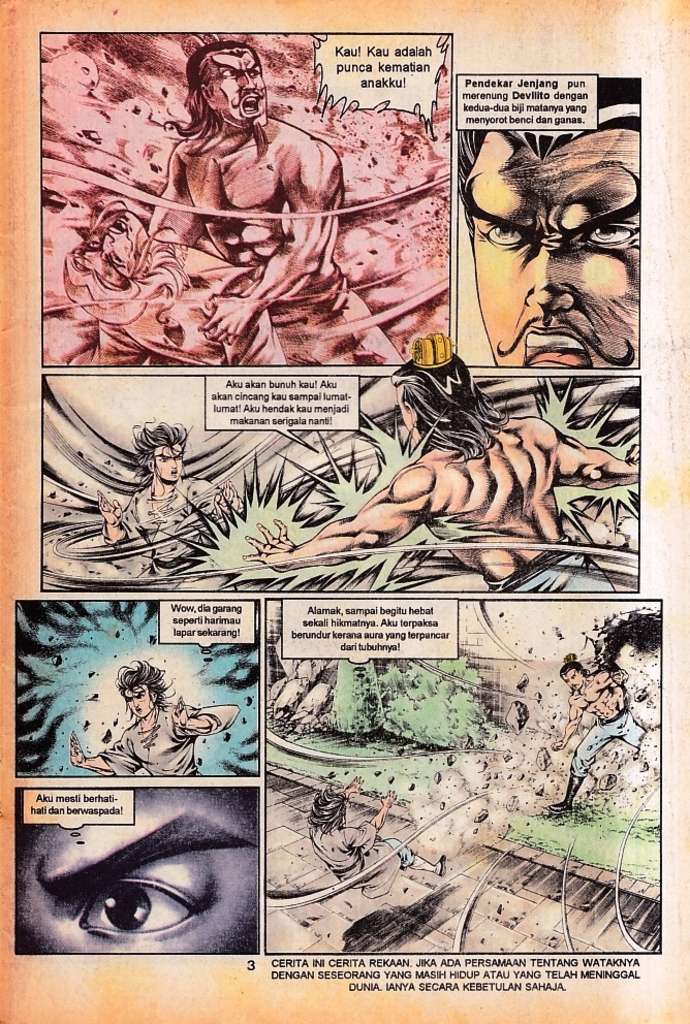 Kau! Kau adalah
punca kematian
anakku!
Pendekar Jenjang pun
merenung Devilito dengan
kedua-dua biji matanya yang
menyorot benci dan ganas.
Aku akan bunuh kau! Aku
akan cincang kau sampai lumat-
lumat! Aku hendak kau menjadi
makanan serigala nanti!
Wow, dia garang
seperti harimau
lapar sekarang!
Alamak, sampai begitu hebat
sekali hikmatnya. Aku terpaksa
berundur kerana aura yang terpancar
dari tubuhnya!
Aku mesti berhati-
hati dan berwaspada!
3
CERITA INI CERITA REKAAN. JIKA ADA PERSAMAAN TENTANG WATAKNYA
DENGAN SESEORANG YANG MASIH HIDUP ATAU YANG TELAH MENINGGAL
DUNIA. IANYA SECARA KEBETULAN SAHAJA.